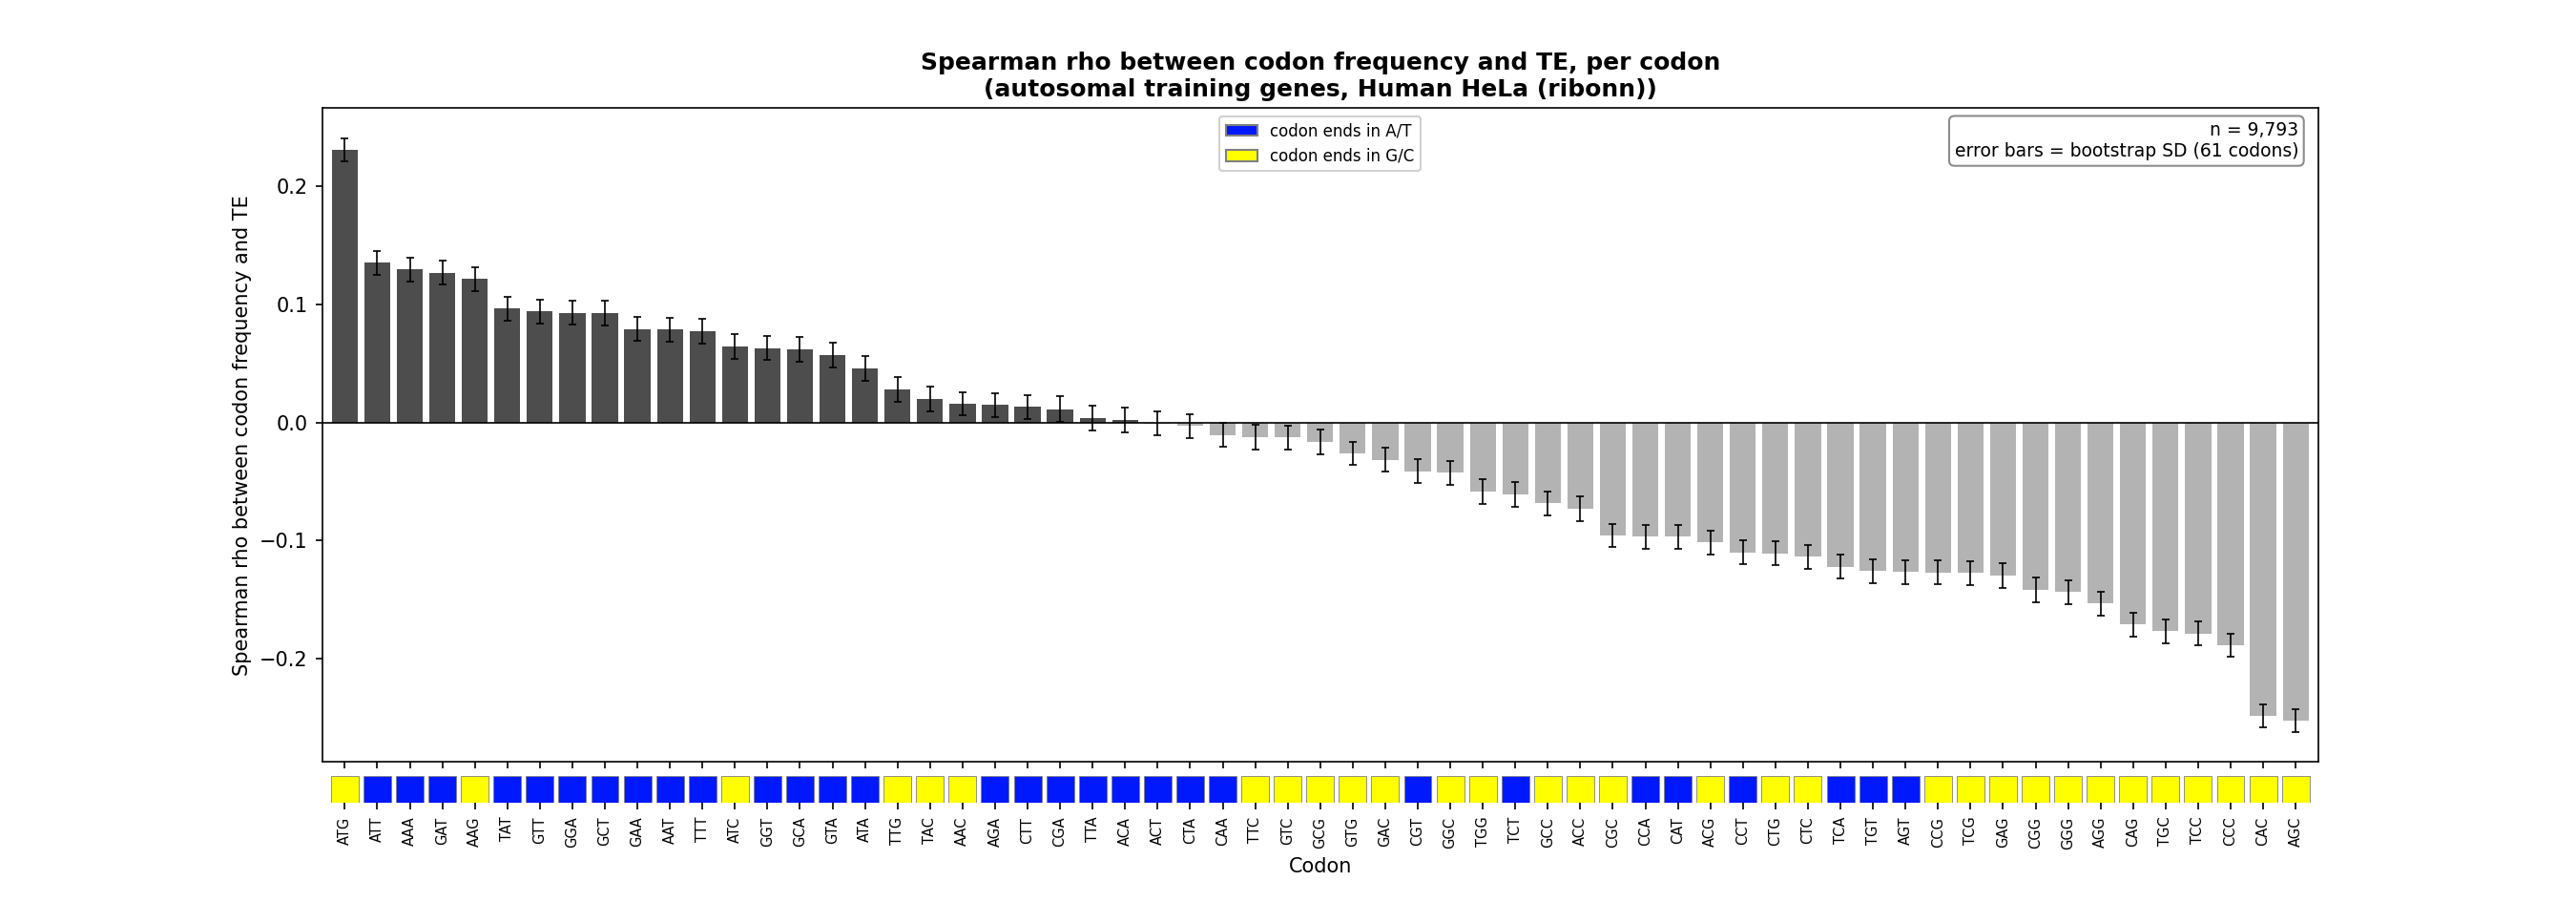 Spearman rho between codon frequency and TE, per codon
(autosomal training genes, Human HeLa (ribonn))
codon ends in A/T
codon ends in G/C
n = 9,793
error bars = bootstrap SD (61 codons)
Spearman rho between codon frequency and TE
0.2
0.1
0.0
−0.1
−0.2
ATG ATT AAA GAT AAG TAT GTT GGA GCT GAA AAT TTT ATC GGT GCA GTA ATA TTG TAC AAC AGA CTT CGA TTA ACA ACT CTA CAA TTC GTC GCG GTG GAC CGT GGC TGG TCT GCC ACC CGC CCA CAT ACG CCT CTG CTC TCA TGT AGT CCG TCG GAG CGG GGG AGG CAG TGC TCC CCC CAC AGC
Codon